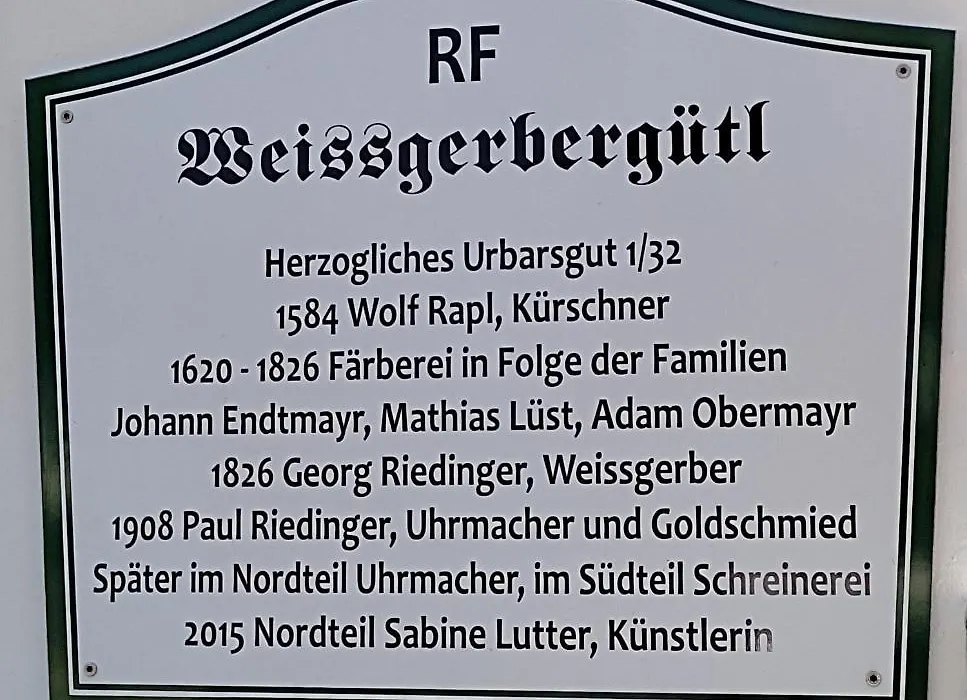 RF
Weissgerbergütl
Herzogliches Urbarsgut 1/32
1584 Wolf Rapl, Kürschner
1620 - 1826 Färberei in Folge der Familien
Johann Endtmayr, Mathias Lüst, Adam Obermayr
1826 Georg Riedinger, Weissgerber
1908 Paul Riedinger, Uhrmacher und Goldschmied
Später im Nordteil Uhrmacher, im Südteil Schreinerei
2015 Nordteil Sabine Lutter, Künstlerin